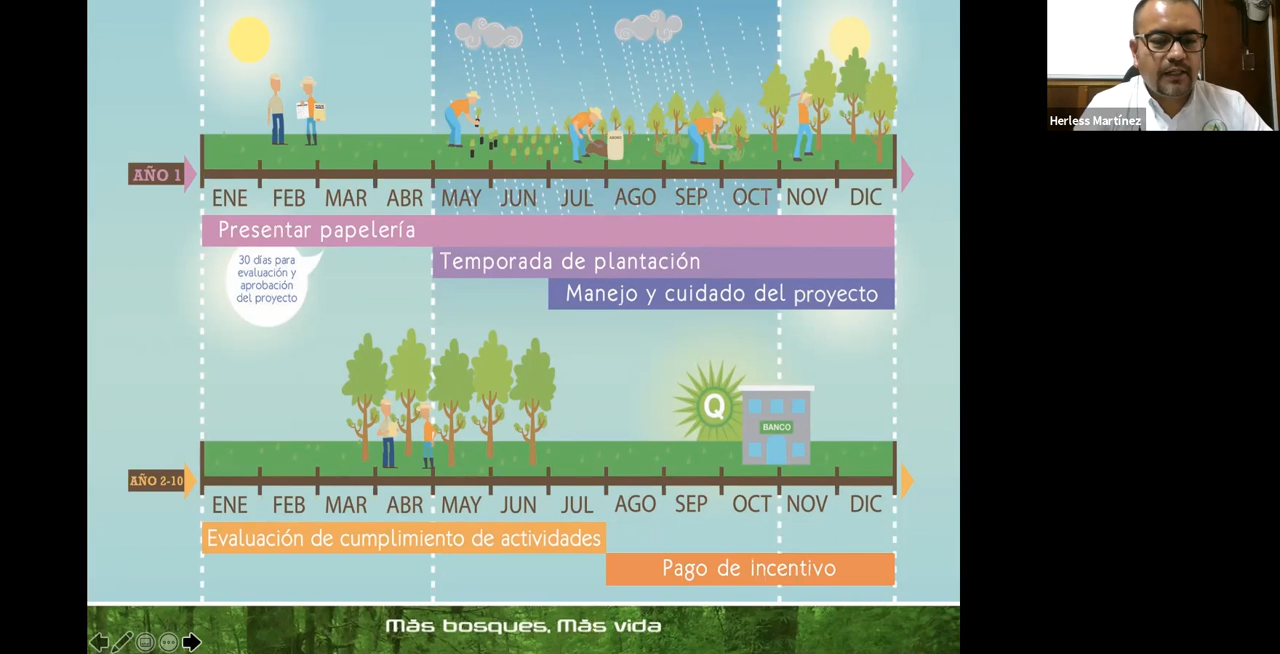 Herless Martínez
AÑO 1
ENE FEB MAR ABR MAY JUN JUL AGO SEP OCT NOV DIC
Presentar papelería
30 días para
evaluación y
aprobación
del proyecto
Temporada de plantación
Manejo y cuidado del proyecto
Q
BANCO
AÑO 2-10
ENE FEB MAR ABR MAY JUN JUL AGO SEP OCT NOV DIC
Evaluación de cumplimiento de actividades
Pago de incentivo
Más bosques, Más vida